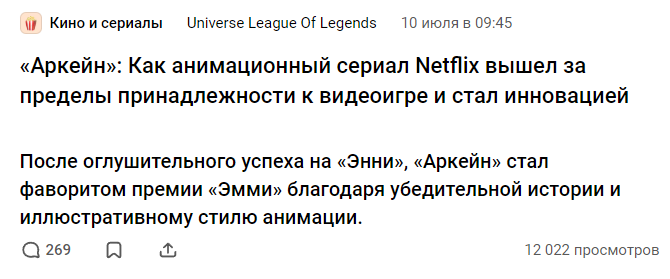 Кино и сериалы Universe League Of Legends 10 июля в 09:45
«Аркейн»: Как анимационный сериал Netflix вышел за
пределы принадлежности к видеоигре и стал инновацией
После оглушительного успеха на «Энни», «Аркейн» стал
фаворитом премии «Эмми» благодаря убедительной истории и
иллюстративному стилю анимации.
269 12 022 просмотров